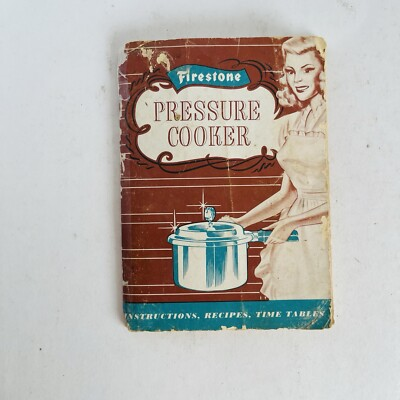 Firestone
PRESSURE
COOKER
INSTRUCTIONS, RECIPES, TIME TABLES